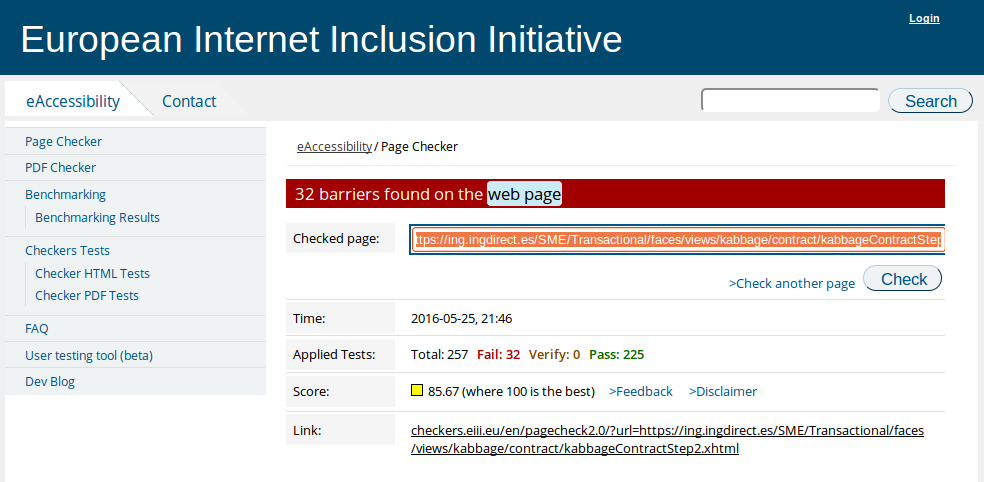 Login
European Internet Inclusion Initiative
eAccessibility Contact Search
Page Checker
PDF Checker
Benchmarking
Benchmarking Results
Checkers Tests
Checker HTML Tests
Checker PDF Tests
FAQ
User testing tool (beta)
Dev Blog
eAccessibility / Page Checker
32 barriers found on the web page
Checked page: ttps://ing.ingdirect.es/SME/Transactional/faces/views/kabbage/contract/kabbageContractStep
>Check another page Check
Time: 2016-05-25, 21:46
Applied Tests: Total: 257 Fail: 32 Verify: 0 Pass: 225
Score: 85.67 (where 100 is the best) >Feedback >Disclaimer
Link: checkers.eiii.eu/en/pagecheck2.0/?url=https://ing.ingdirect.es/SME/Transactional/faces
/views/kabbage/contract/kabbageContractStep2.xhtml